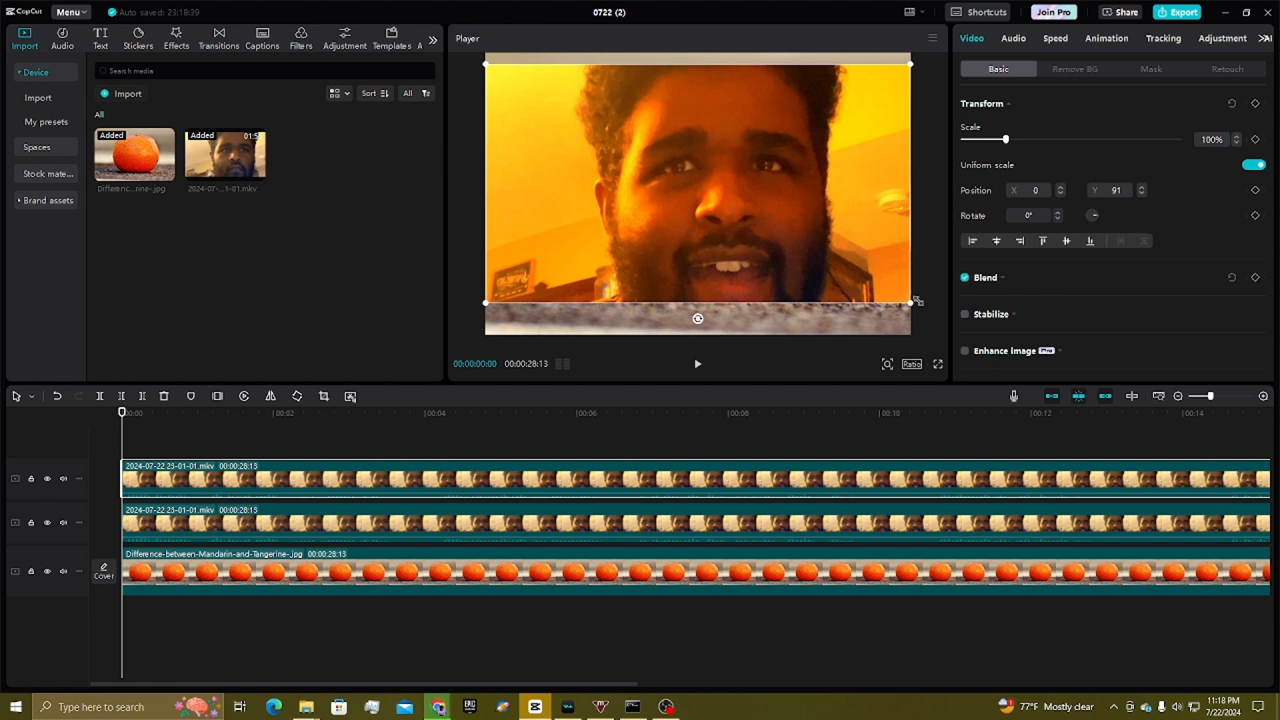 CapCut Menu Auto saved: 23:18:39 0722 (2) Shortcuts Join Pro Share Export
Import Audio Text Stickers Effects Transitions Captions Filters Adjustment Templates A
Device
Import
My presets
Spaces
Stock mate...
Brand assets
Search media
Import Sort All
All
Added
Differenc...rine-.jpg
Added 01:5
2024-07-...1-01.mkv
Player
00:00:00:00 00:00:28:13
Ratio
Video Audio Speed Animation Tracking Adjustment AI
Basic Remove BG Mask Retouch
Transform
Scale
100%
Uniform scale
Position X 0 Y 91
Rotate 0°
Blend
Stabilize
Enhance image Pro
00:00 |00:02 |00:04 |00:06 |00:08 |00:10 |00:12 |00:14
2024-07-22 23-01-01.mkv 00:00:28:13
2024-07-22 23-01-01.mkv 00:00:28:13
Cover
Difference-between-Mandarin-and-Tangerine-.jpg 00:00:28:13
Type here to search
EPIC
77°F Mostly clear
11:18 PM
7/22/2024